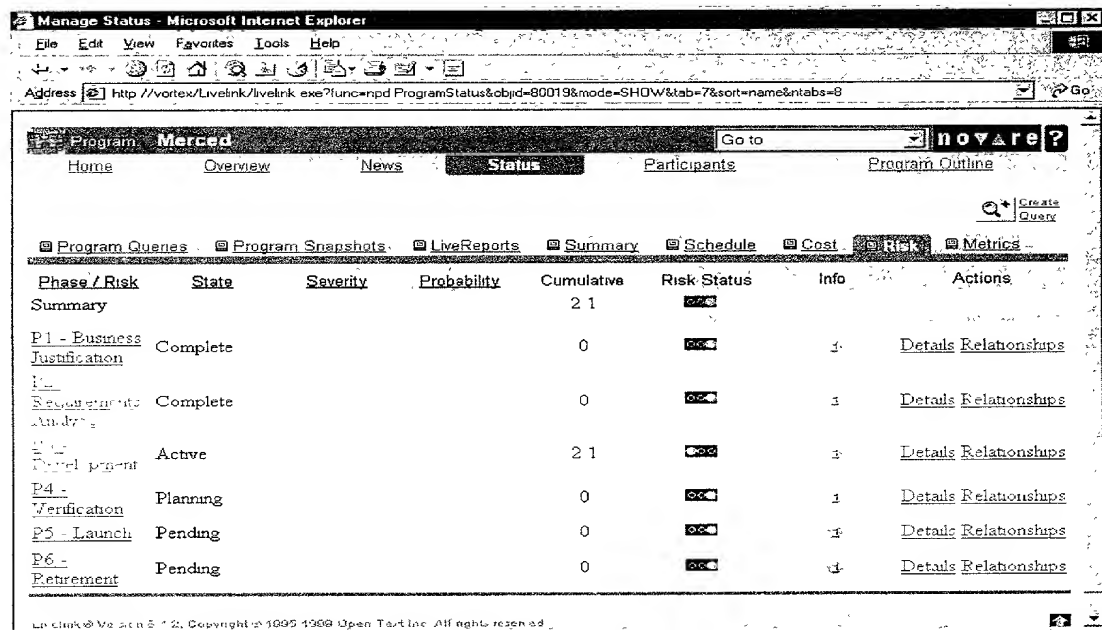 Manage Status - Microsoft Internet Explorer
File Edit View Favorites Tools Help
Address http //vortex/Livelink/livelink exe?func=npd ProgramStatus&objid=80019&mode=SHOW&tab=7&sort=name&ntabs=8 Go
Program: Merced Go to novare ?
Home Overview News Status Participants Program Outline
Create
Query
Program Queries Program Snapshots LiveReports Summary Schedule Cost Risk Metrics
Phase / Risk State Severity Probability Cumulative Risk Status Info Actions
Summary 2 1
P1 - Business
Justification Complete 0 Details Relationships
Requirements
Complete 0 Details Relationships
Active 2 1 Details Relationships
P4 -
Verification Planning 0 Details Relationships
P5 - Launch Pending 0 Details Relationships
P6 -
Retirement Pending 0 Details Relationships
Copyright © 1995 1999 Open Text Inc All rights reserved